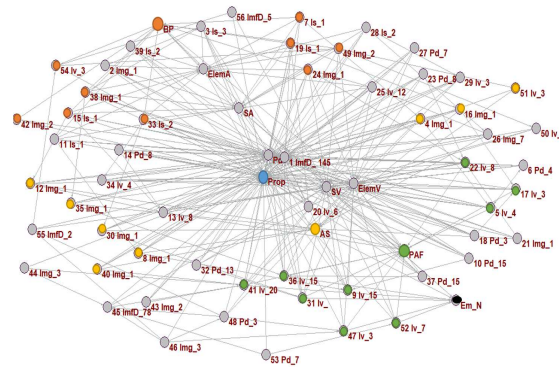 56 ImfD_5
BP
3 Is_3
7 Is_1
28 Is_2
39 Is_2
19 Is_1
49 Img_2
27 Pd_7
54 Iv_3
2 Img_1
ElemA
24 Img_1
23 Pd_8
29 Iv_3
25 Iv_12
51 Iv_3
38 Img_1
42 Img_2
15 Is_1
33 Is_2
SA
4 Img_1
16 Img_1
11 Is_1
26 Img_7
50 Iv_
14 Pd_8
1 ImfD_145
22 Iv_8
6 Pd_4
12 Img_1
34 Iv_4
Prop
SV
ElemV
17 Iv_3
35 Img_1
13 Iv_8
20 Iv_6
5 Iv_4
55 ImfD_2
30 Img_1
AS
18 Pd_3
21 Img_1
8 Img_1
PAF
10 Pd_15
44 Img_3
40 Img_1
32 Pd_13
36 Iv_15
37 Pd_15
41 Iv_20
9 Iv_15
31 Iv_
Em_N
43 Img_2
45 ImfD_78
48 Pd_3
52 Iv_7
47 Iv_3
46 Img_3
53 Pd_7